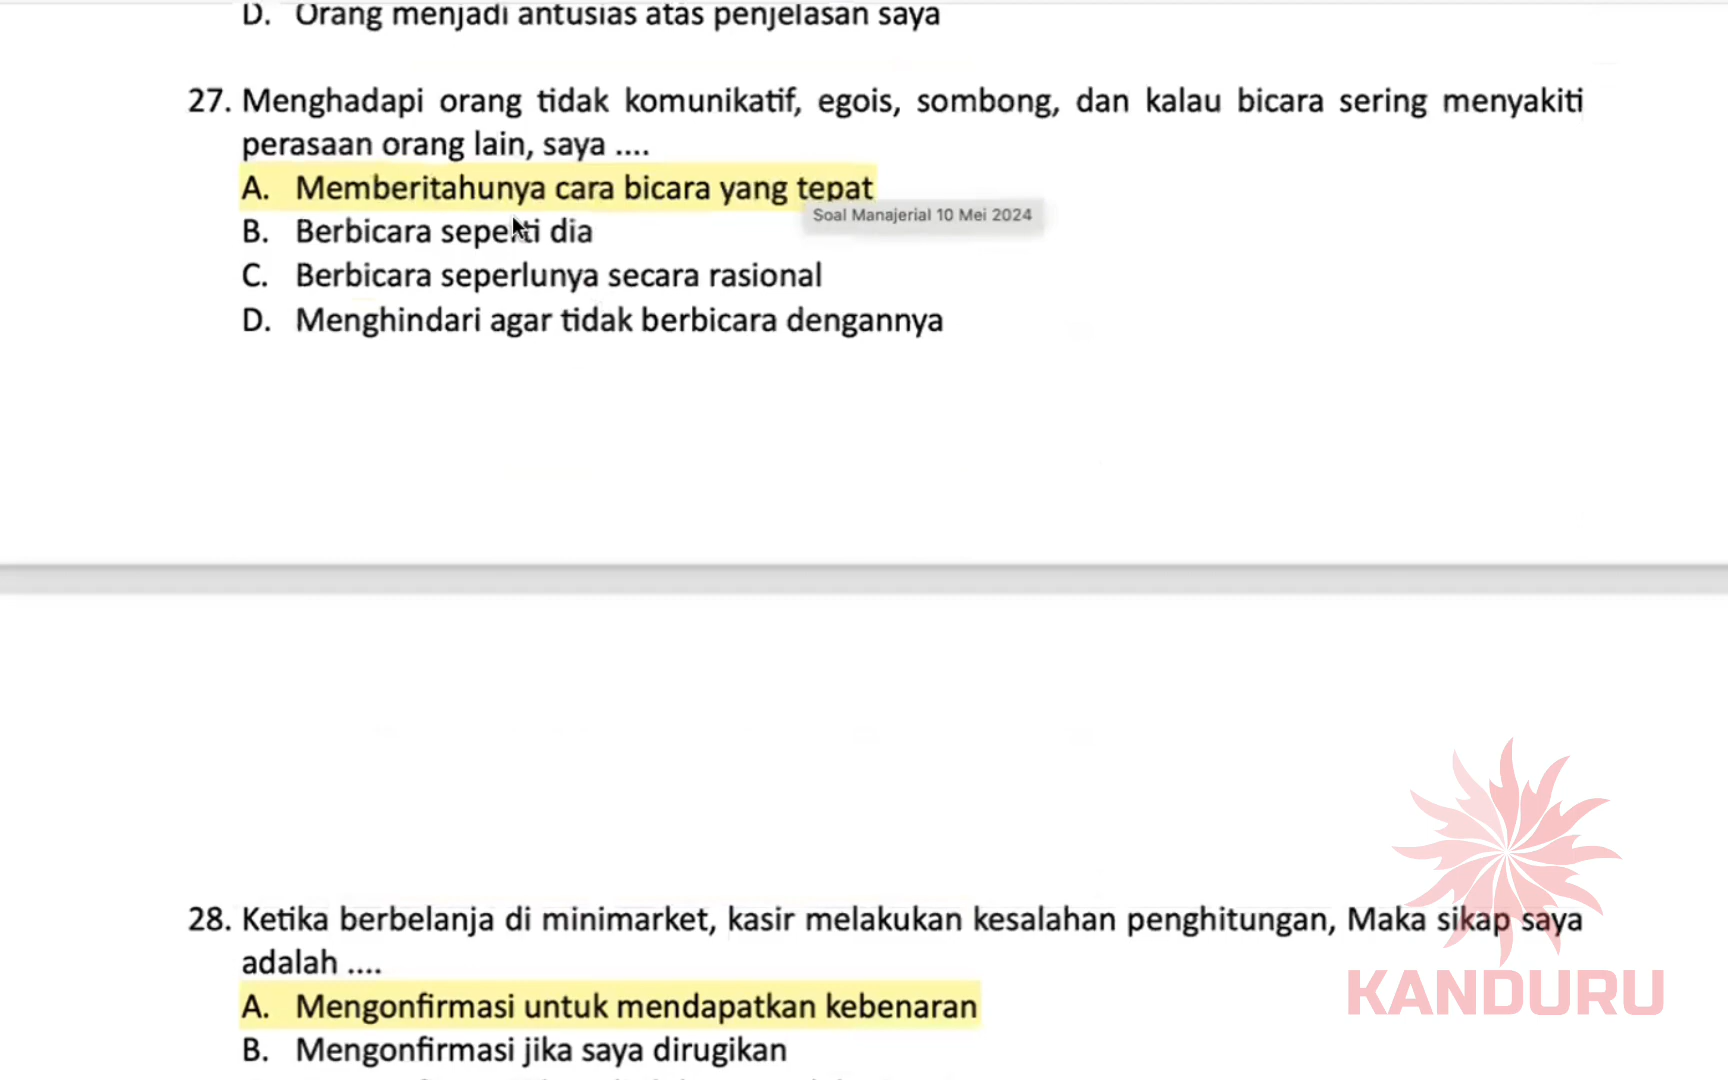 D. Orang menjadi antusias atas penjelasan saya
27. Menghadapi orang tidak komunikatif, egois, sombong, dan kalau bicara sering menyakiti
perasaan orang lain, saya ....
A. Memberitahunya cara bicara yang tepat
Soal Manajerial 10 Mei 2024
B. Berbicara seperti dia
C. Berbicara seperlunya secara rasional
D. Menghindari agar tidak berbicara dengannya
28. Ketika berbelanja di minimarket, kasir melakukan kesalahan penghitungan, Maka sikap saya
adalah ....
A. Mengonfirmasi untuk mendapatkan kebenaran
B. Mengonfirmasi jika saya dirugikan
KANDURU